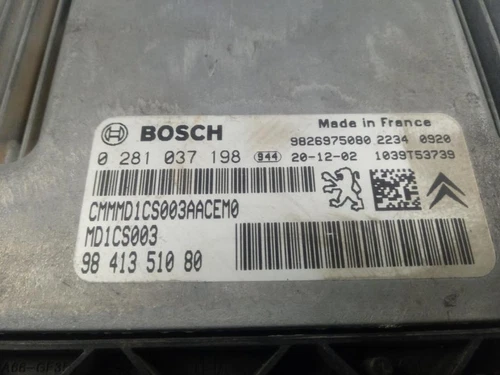 BOSCH
Made in France
9826975080 2234 0920
0 281 037 198 944 20-12-02 1039T53739
CMMMD1CS003AACEM0
MD1CS003
98 413 510 80